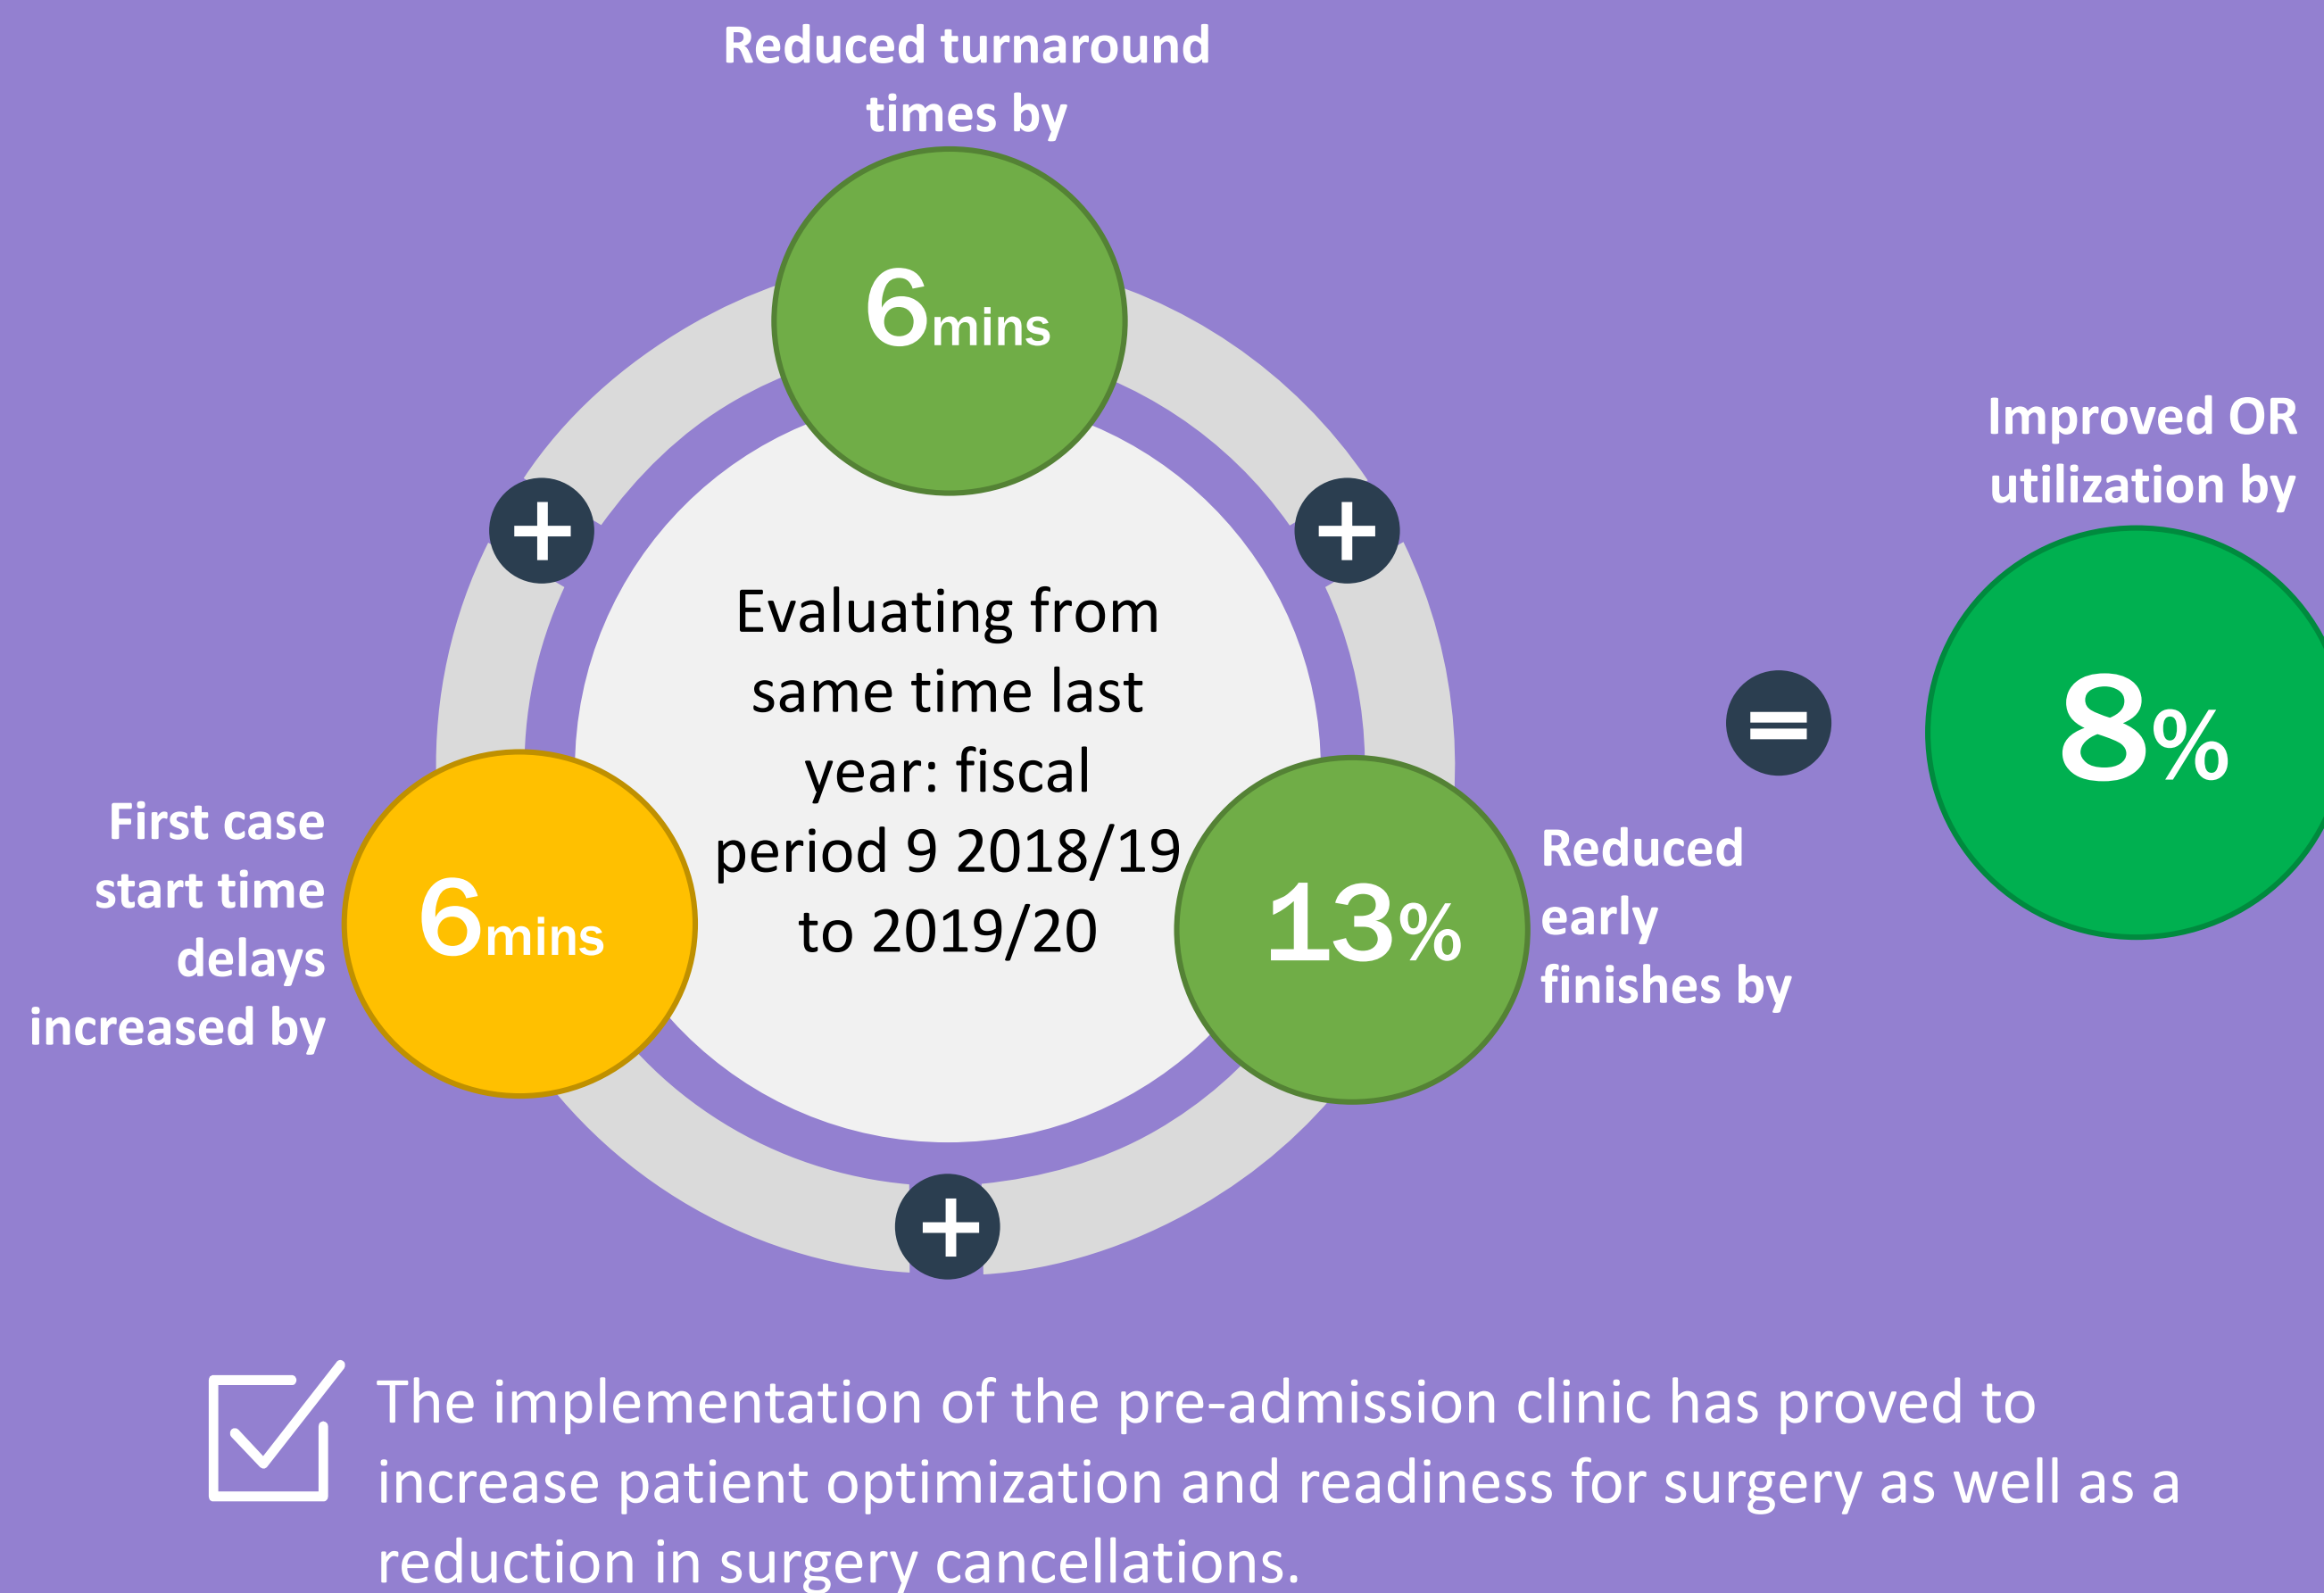 Reduced turnaround
times by
6mins
+
+
Improved OR
utilization by
Evaluating from
same time last
year: fiscal
period 9 2018/19
to 2019/20
=
8%
First case
start time
delays
increased by
6mins
13%
Reduced
early
finishes by
+
The implementation of the pre-admission clinic has proved to
increase patient optimization and readiness for surgery as well as a
reduction in surgery cancellations.